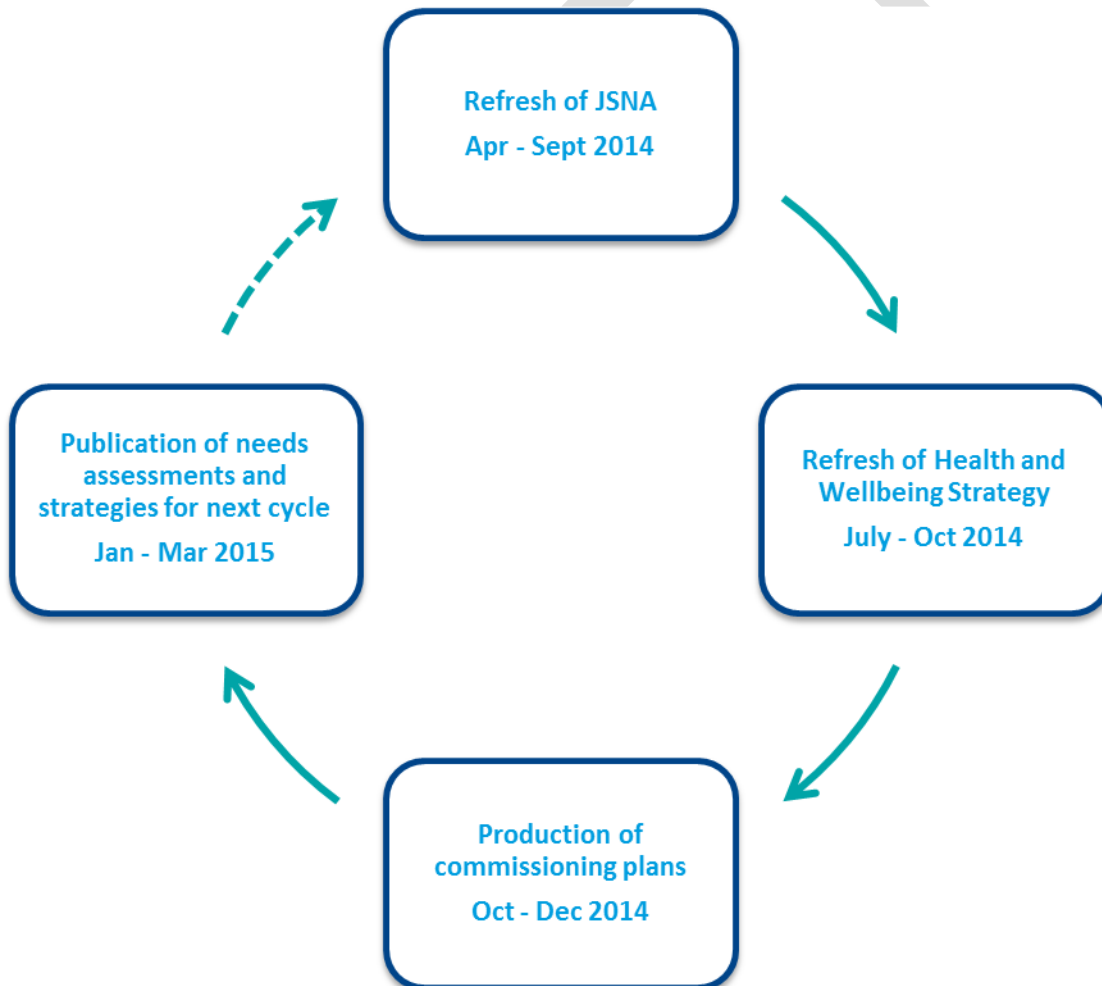 Refresh of JSNA
Apr - Sept 2014
Refresh of Health and
Wellbeing Strategy
July - Oct 2014
Production of
commissioning plans
Oct - Dec 2014
Publication of needs
assessments and
strategies for next cycle
Jan - Mar 2015